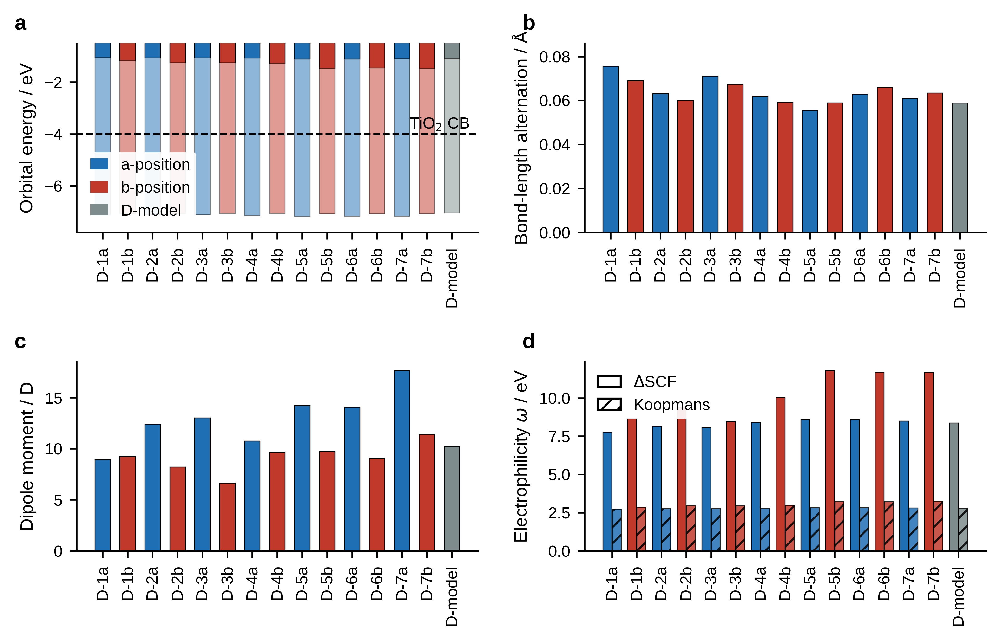 a
Orbital energy / eV
−2
−4
−6
TiO₂ CB
a-position
b-position
D-model
D-1a
D-1b
D-2a
D-2b
D-3a
D-3b
D-4a
D-4b
D-5a
D-5b
D-6a
D-6b
D-7a
D-7b
D-model
b
Bond-length alternation / Å
0.08
0.06
0.04
0.02
0.00
D-1a
D-1b
D-2a
D-2b
D-3a
D-3b
D-4a
D-4b
D-5a
D-5b
D-6a
D-6b
D-7a
D-7b
D-model
c
Dipole moment / D
15
10
5
0
D-1a
D-1b
D-2a
D-2b
D-3a
D-3b
D-4a
D-4b
D-5a
D-5b
D-6a
D-6b
D-7a
D-7b
D-model
d
Electrophilicity ω / eV
10.0
7.5
5.0
2.5
0.0
ΔSCF
Koopmans
D-1a
D-1b
D-2a
D-2b
D-3a
D-3b
D-4a
D-4b
D-5a
D-5b
D-6a
D-6b
D-7a
D-7b
D-model